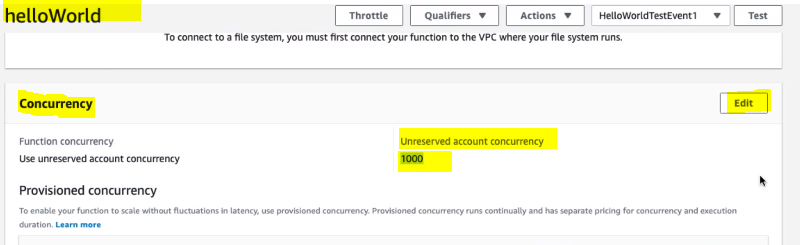 helloWorld
Throttle
Qualifiers
Actions
HelloWorldTestEvent1
Test
To connect to a file system, you must first connect your function to the VPC where your file system runs.
Concurrency
Edit
Function concurrency
Unreserved account concurrency
Use unreserved account concurrency
1000
Provisioned concurrency
To enable your function to scale without fluctuations in latency, use provisioned concurrency. Provisioned concurrency runs continually and has separate pricing for concurrency and execution
duration. Learn more